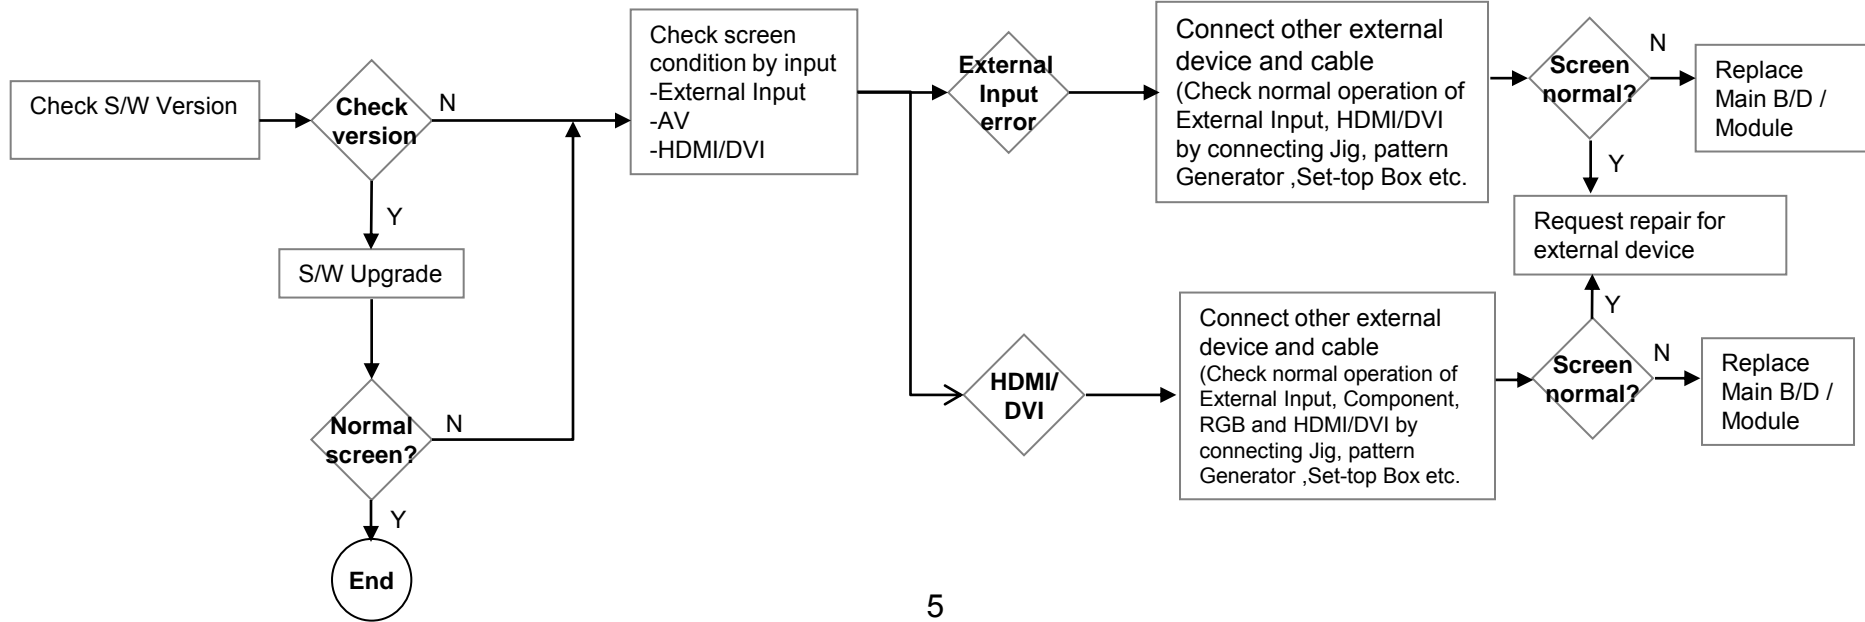 Check S/W Version
Check
version
N
Y
S/W Upgrade
Normal
screen?
N
Y
End
Check screen
condition by input
-External Input
-AV
-HDMI/DVI
External
Input
error
Connect other external
device and cable
(Check normal operation of
External Input, HDMI/DVI
by connecting Jig, pattern
Generator ,Set-top Box etc.
Screen
normal?
N
Replace
Main B/D /
Module
Y
Request repair for
external device
HDMI/
DVI
Connect other external
device and cable
(Check normal operation of
External Input, Component,
RGB and HDMI/DVI by
connecting Jig, pattern
Generator ,Set-top Box etc.
Y
Screen
normal?
N
Replace
Main B/D /
Module
5